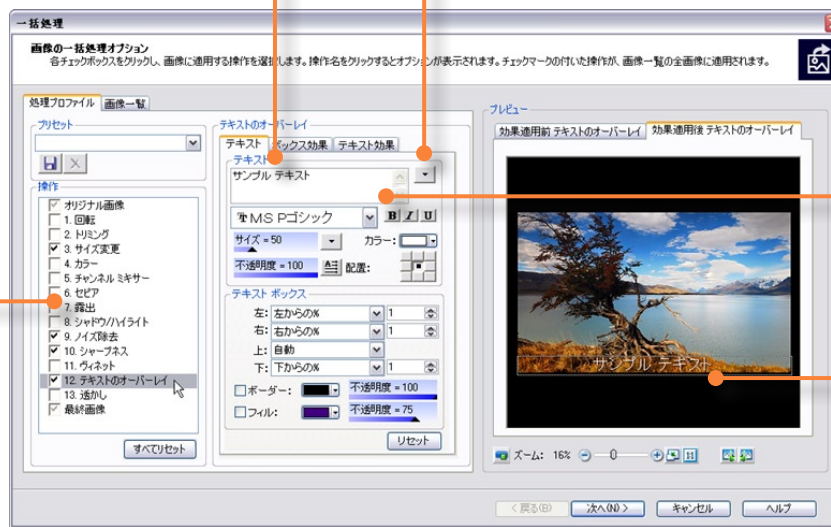 一括処理
画像の一括処理オプション
各チェックボックスをクリックし、画像に適用する操作を選択します。操作名をクリックするとオプションが表示されます。チェックマークの付いた操作が、画像一覧の全画像に適用されます。
処理プロファイル 画像一覧
プリセット
操作
オリジナル画像
1. 回転
2. トリミング
3. サイズ変更
4. カラー
5. チャンネル ミキサー
6. セピア
7. 露出
8. シャドウ/ハイライト
9. ノイズ除去
10. シャープネス
11. ヴィネット
12. テキストのオーバーレイ
13. 透かし
最終画像
すべてリセット
テキストのオーバーレイ
テキスト ボックス効果 テキスト効果
テキスト
サンプル テキスト
MS Pゴシック B I U
サイズ = 50 カラー:
不透明度 = 100 配置:
テキスト ボックス
左: 左からの% 1
右: 右からの% 1
上: 自動
下: 下からの% 1
ボーダー: 不透明度 = 100
フィル: 不透明度 = 75
リセット
プレビュー
効果適用前 テキストのオーバーレイ 効果適用後 テキストのオーバーレイ
サンプル テキスト
ズーム: 16%
< 戻る(B) 次へ(N) > キャンセル ヘルプ